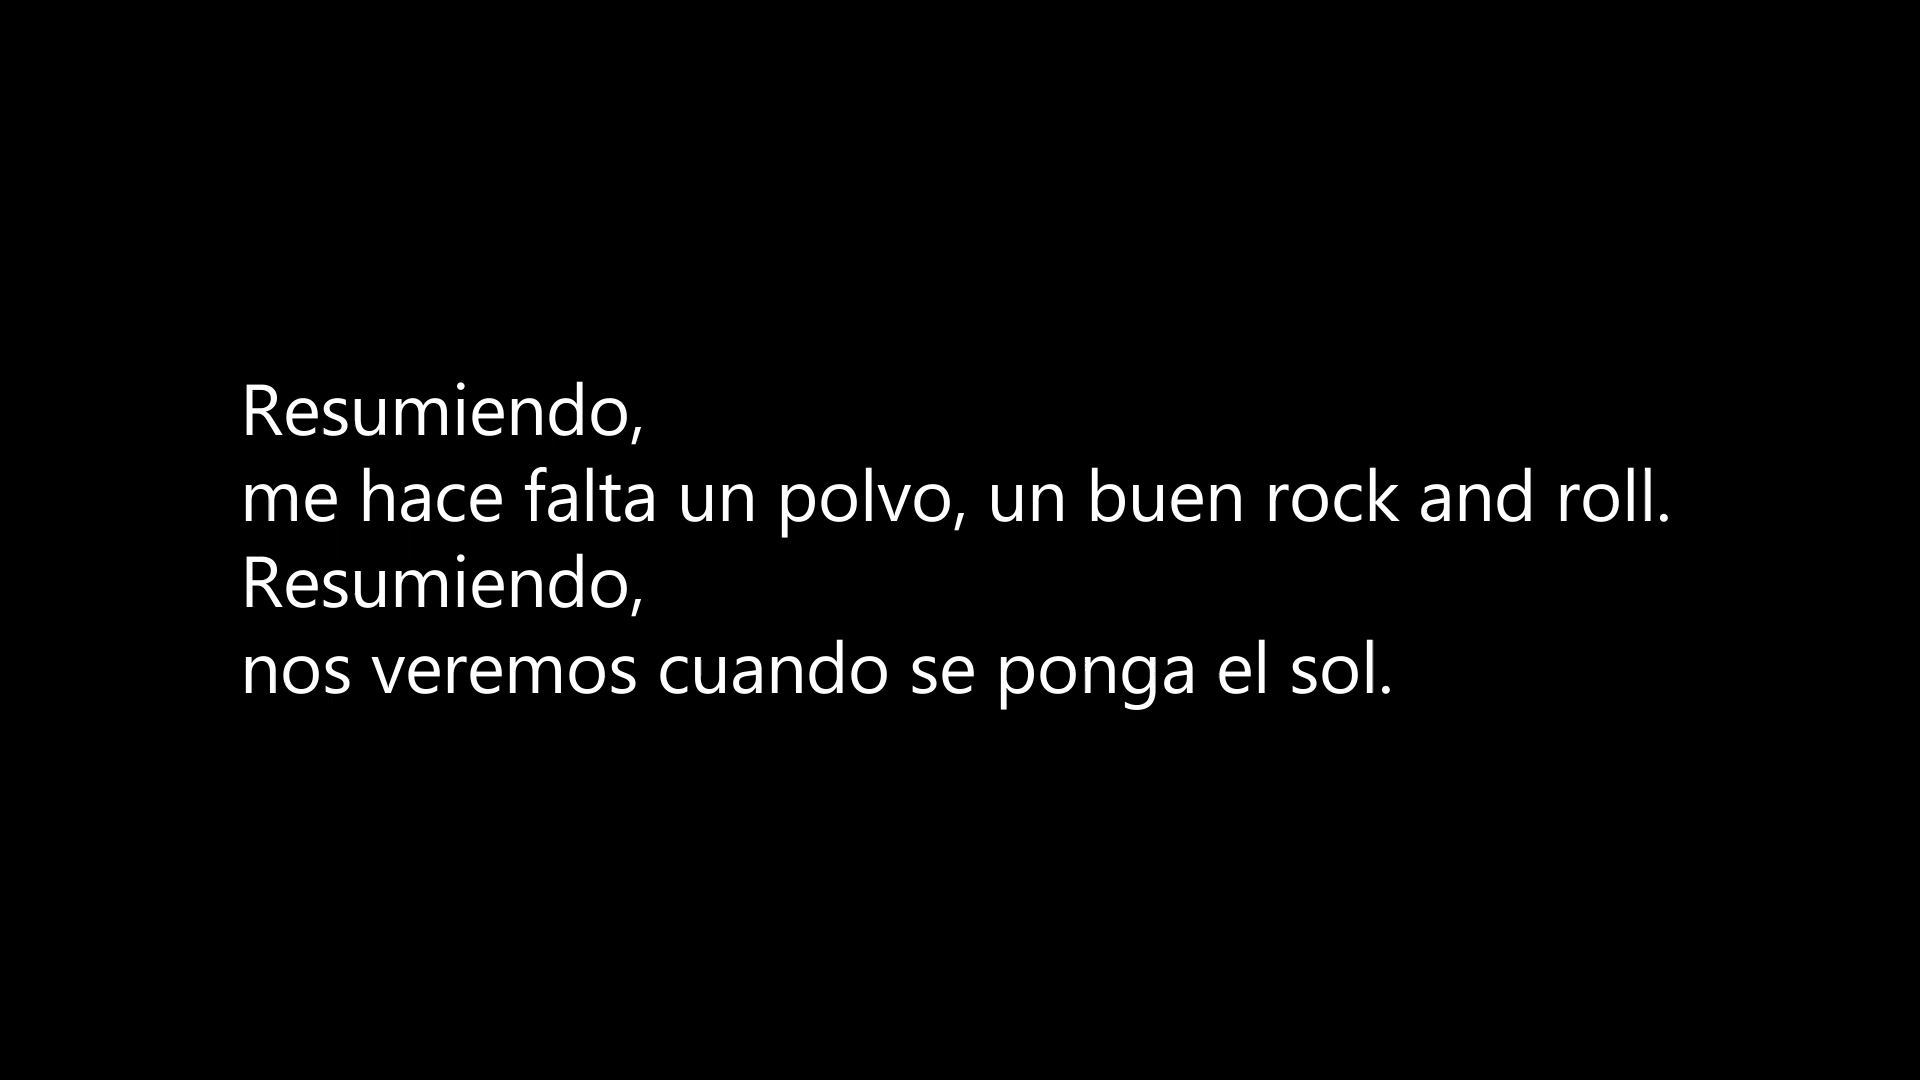 Resumiendo,
me hace falta un polvo, un buen rock and roll.
Resumiendo,
nos veremos cuando se ponga el sol.